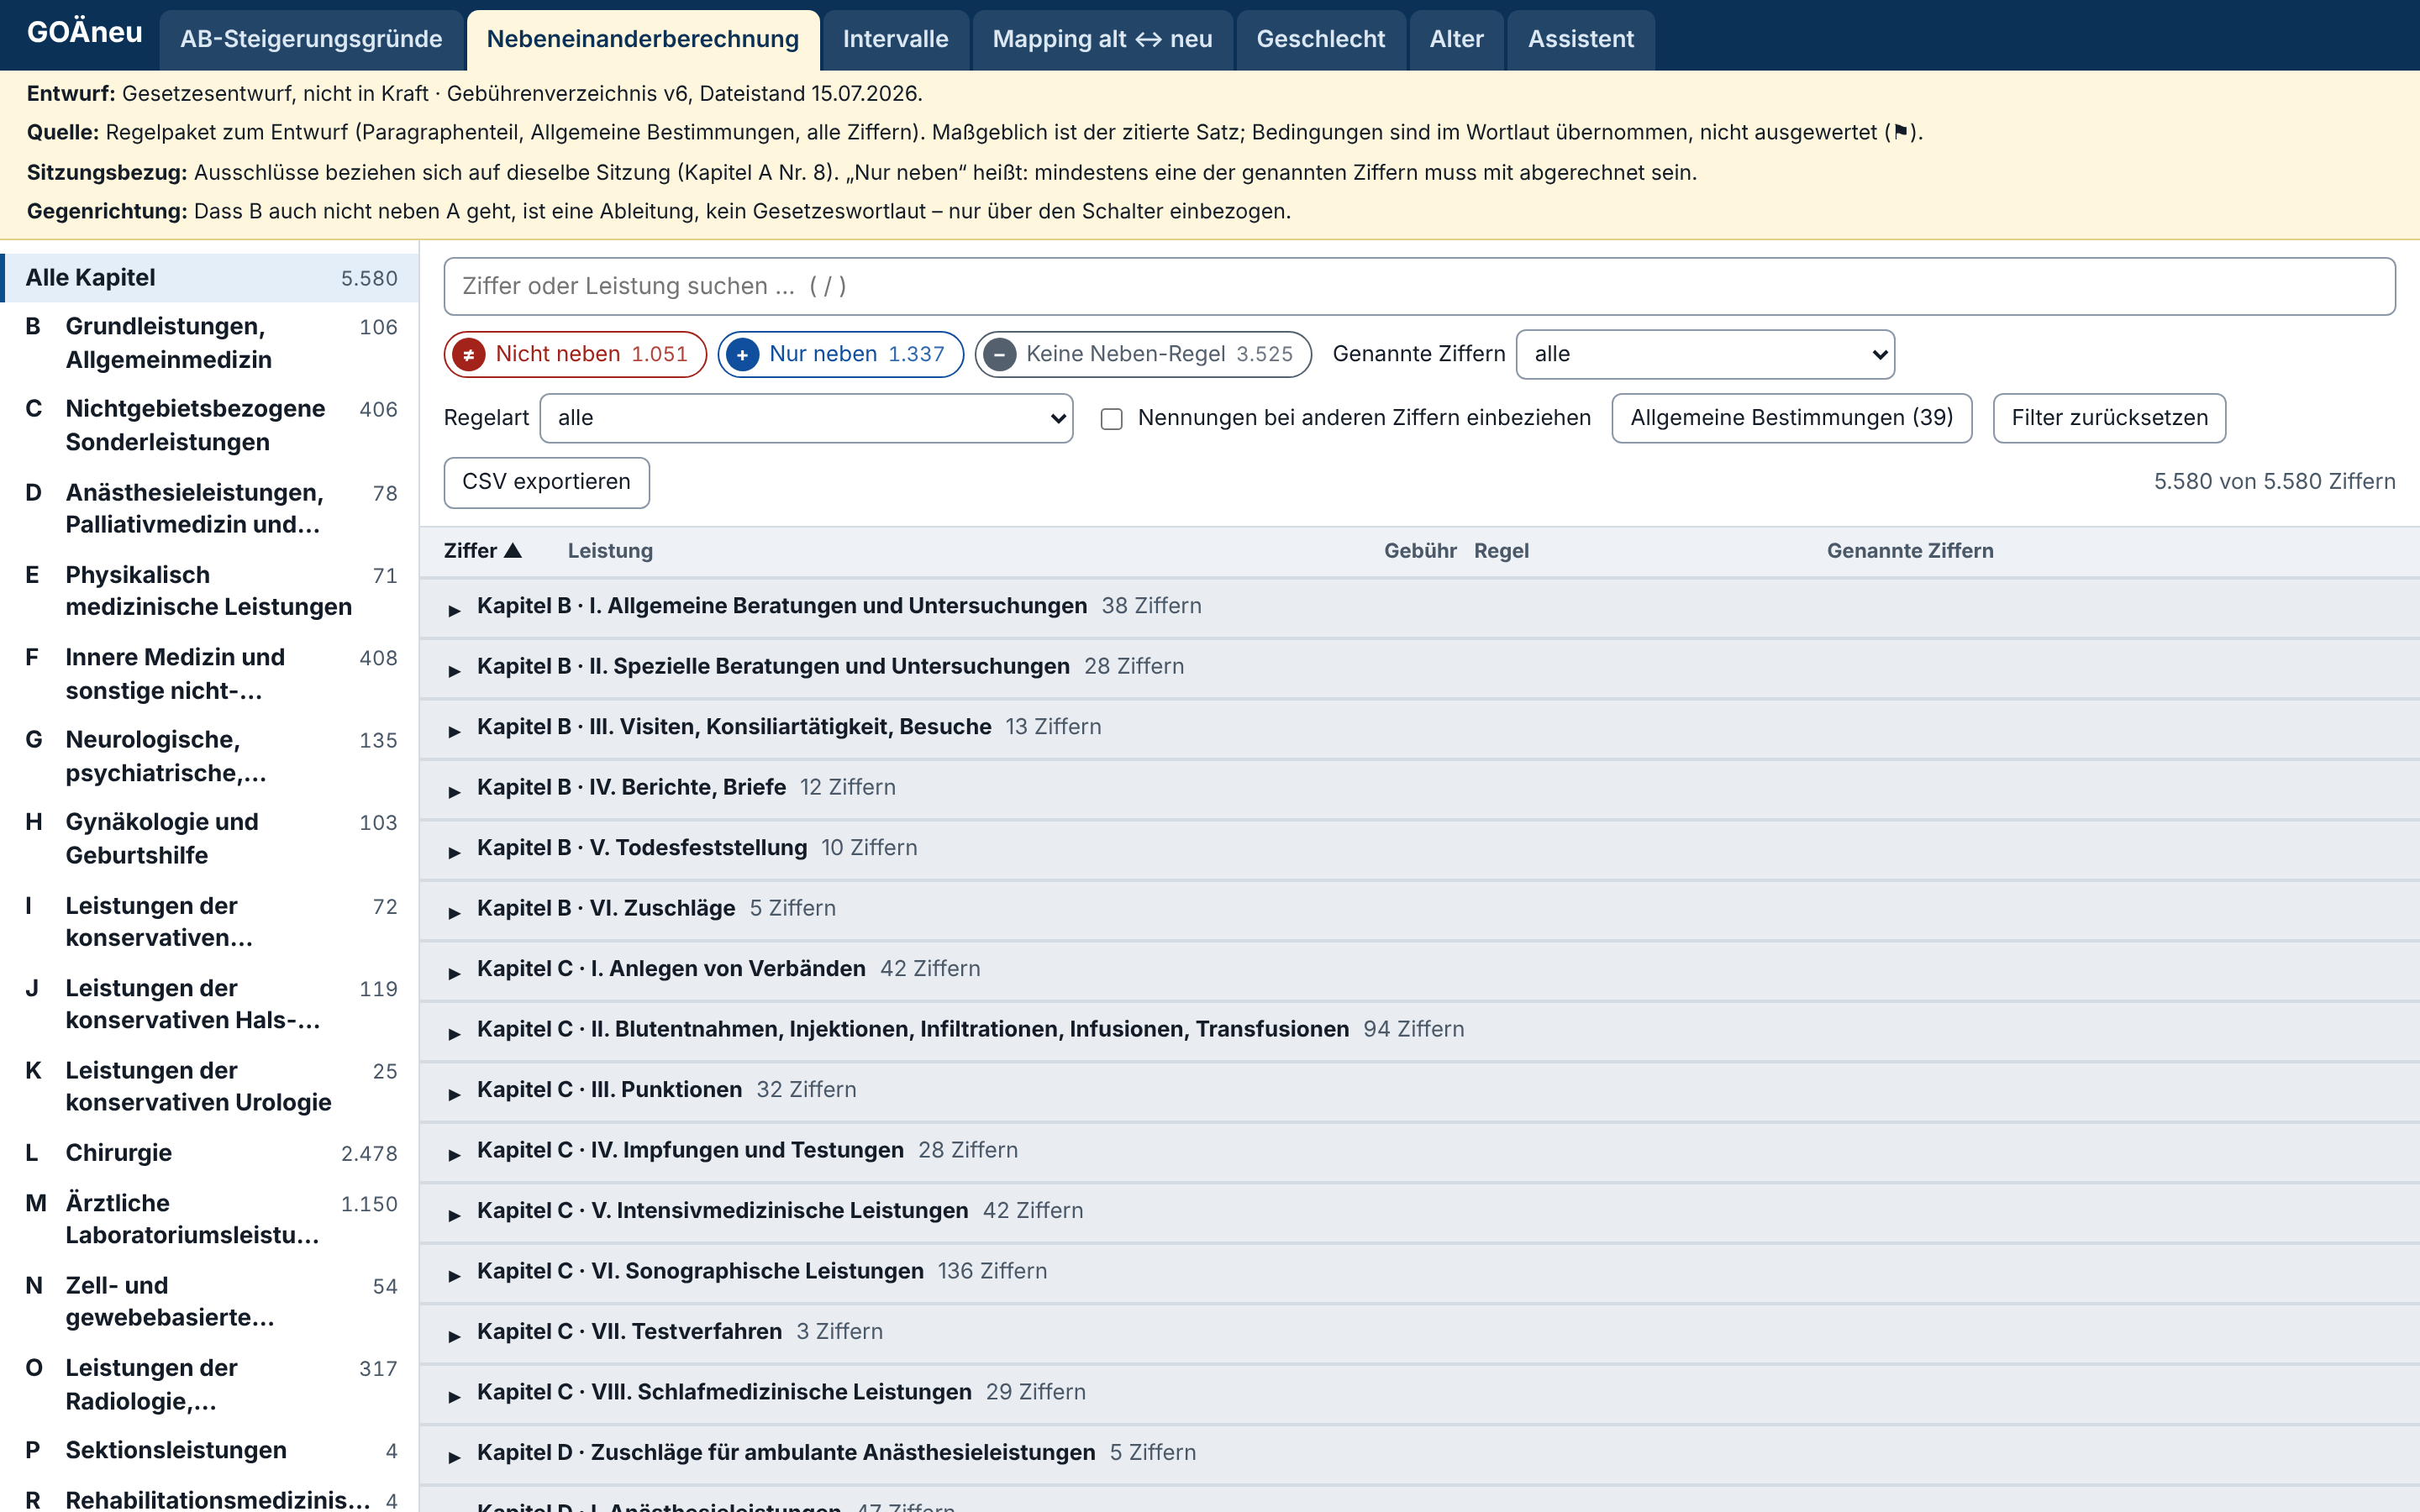 GOÄneu
AB-Steigerungsgründe
Nebeneinanderberechnung
Intervalle
Mapping alt ↔ neu
Geschlecht
Alter
Assistent
Entwurf: Gesetzesentwurf, nicht in Kraft · Gebührenverzeichnis v6, Dateistand 15.07.2026.
Quelle: Regelpaket zum Entwurf (Paragraphenteil, Allgemeine Bestimmungen, alle Ziffern). Maßgeblich ist der zitierte Satz; Bedingungen sind im Wortlaut übernommen, nicht ausgewertet (⚑).
Sitzungsbezug: Ausschlüsse beziehen sich auf dieselbe Sitzung (Kapitel A Nr. 8). „Nur neben“ heißt: mindestens eine der genannten Ziffern muss mit abgerechnet sein.
Gegenrichtung: Dass B auch nicht neben A geht, ist eine Ableitung, kein Gesetzeswortlaut – nur über den Schalter einbezogen.
Alle Kapitel 5.580
B Grundleistungen, 106
Allgemeinmedizin
C Nichtgebietsbezogene 406
Sonderleistungen
D Anästhesieleistungen, 78
Palliativmedizin und...
E Physikalisch 71
medizinische Leistungen
F Innere Medizin und 408
sonstige nicht-...
G Neurologische, 135
psychiatrische,...
H Gynäkologie und 103
Geburtshilfe
I Leistungen der 72
konservativen...
J Leistungen der 119
konservativen Hals-...
K Leistungen der 25
konservativen Urologie
L Chirurgie 2.478
M Ärztliche 1.150
Laboratoriumsleistu...
N Zell- und 54
gewebebasierte...
O Leistungen der 317
Radiologie,...
P Sektionsleistungen 4
R Rehabilitationsmedizinis... 4
Ziffer oder Leistung suchen ... ( / )
≠ Nicht neben 1.051
+ Nur neben 1.337
− Keine Neben-Regel 3.525
Genannte Ziffern alle
Regelart alle
Nennungen bei anderen Ziffern einbeziehen
Allgemeine Bestimmungen (39)
Filter zurücksetzen
CSV exportieren
5.580 von 5.580 Ziffern
Ziffer ▲ Leistung Gebühr Regel Genannte Ziffern
▶ Kapitel B · I. Allgemeine Beratungen und Untersuchungen 38 Ziffern
▶ Kapitel B · II. Spezielle Beratungen und Untersuchungen 28 Ziffern
▶ Kapitel B · III. Visiten, Konsiliartätigkeit, Besuche 13 Ziffern
▶ Kapitel B · IV. Berichte, Briefe 12 Ziffern
▶ Kapitel B · V. Todesfeststellung 10 Ziffern
▶ Kapitel B · VI. Zuschläge 5 Ziffern
▶ Kapitel C · I. Anlegen von Verbänden 42 Ziffern
▶ Kapitel C · II. Blutentnahmen, Injektionen, Infiltrationen, Infusionen, Transfusionen 94 Ziffern
▶ Kapitel C · III. Punktionen 32 Ziffern
▶ Kapitel C · IV. Impfungen und Testungen 28 Ziffern
▶ Kapitel C · V. Intensivmedizinische Leistungen 42 Ziffern
▶ Kapitel C · VI. Sonographische Leistungen 136 Ziffern
▶ Kapitel C · VII. Testverfahren 3 Ziffern
▶ Kapitel C · VIII. Schlafmedizinische Leistungen 29 Ziffern
▶ Kapitel D · Zuschläge für ambulante Anästhesieleistungen 5 Ziffern
Kapitel D · I. Anästhesieleistungen 47 Ziffern